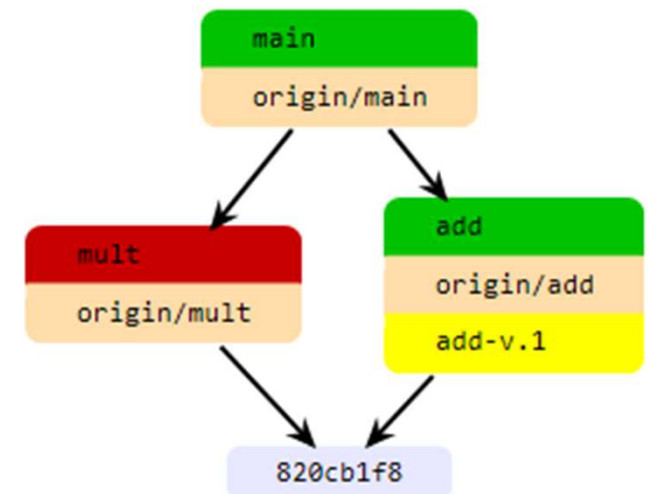 main
origin/main
mult
origin/mult
add
origin/add
add-v.1
820cb1f8